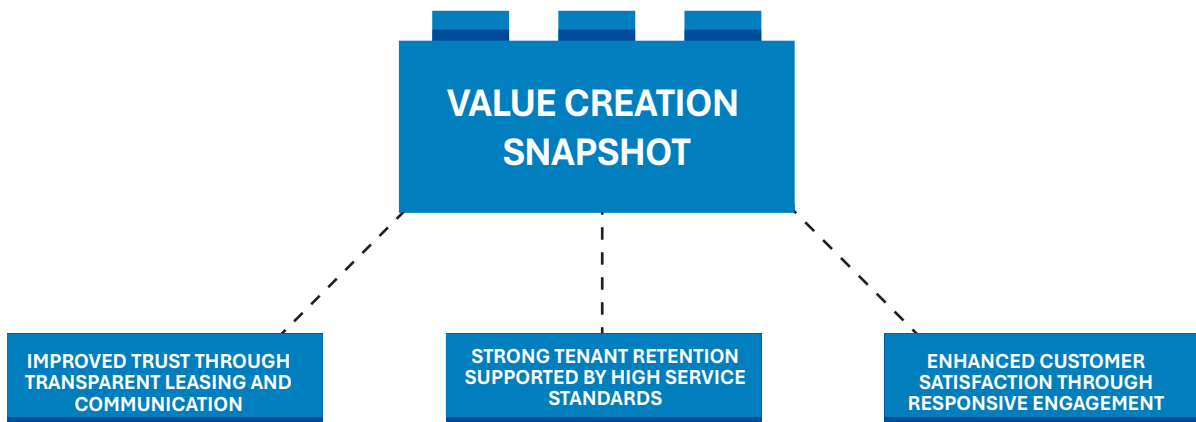 VALUE CREATION
SNAPSHOT
IMPROVED TRUST THROUGH
TRANSPARENT LEASING AND
COMMUNICATION
STRONG TENANT RETENTION
SUPPORTED BY HIGH SERVICE
STANDARDS
ENHANCED CUSTOMER
SATISFACTION THROUGH
RESPONSIVE ENGAGEMENT